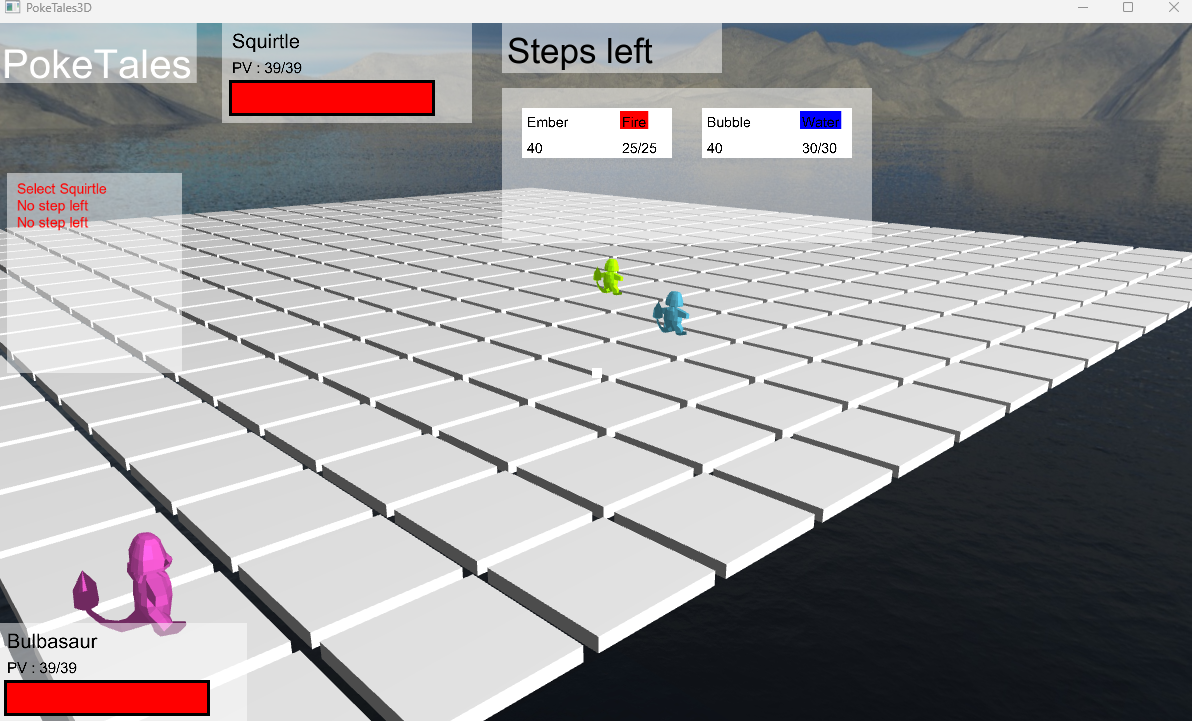 PokeTales3D
PokeTales
Squirtle
PV : 39/39
Steps left
Ember Fire
40 25/25
Bubble Water
40 30/30
Select Squirtle
No step left
No step left
Bulbasaur
PV : 39/39